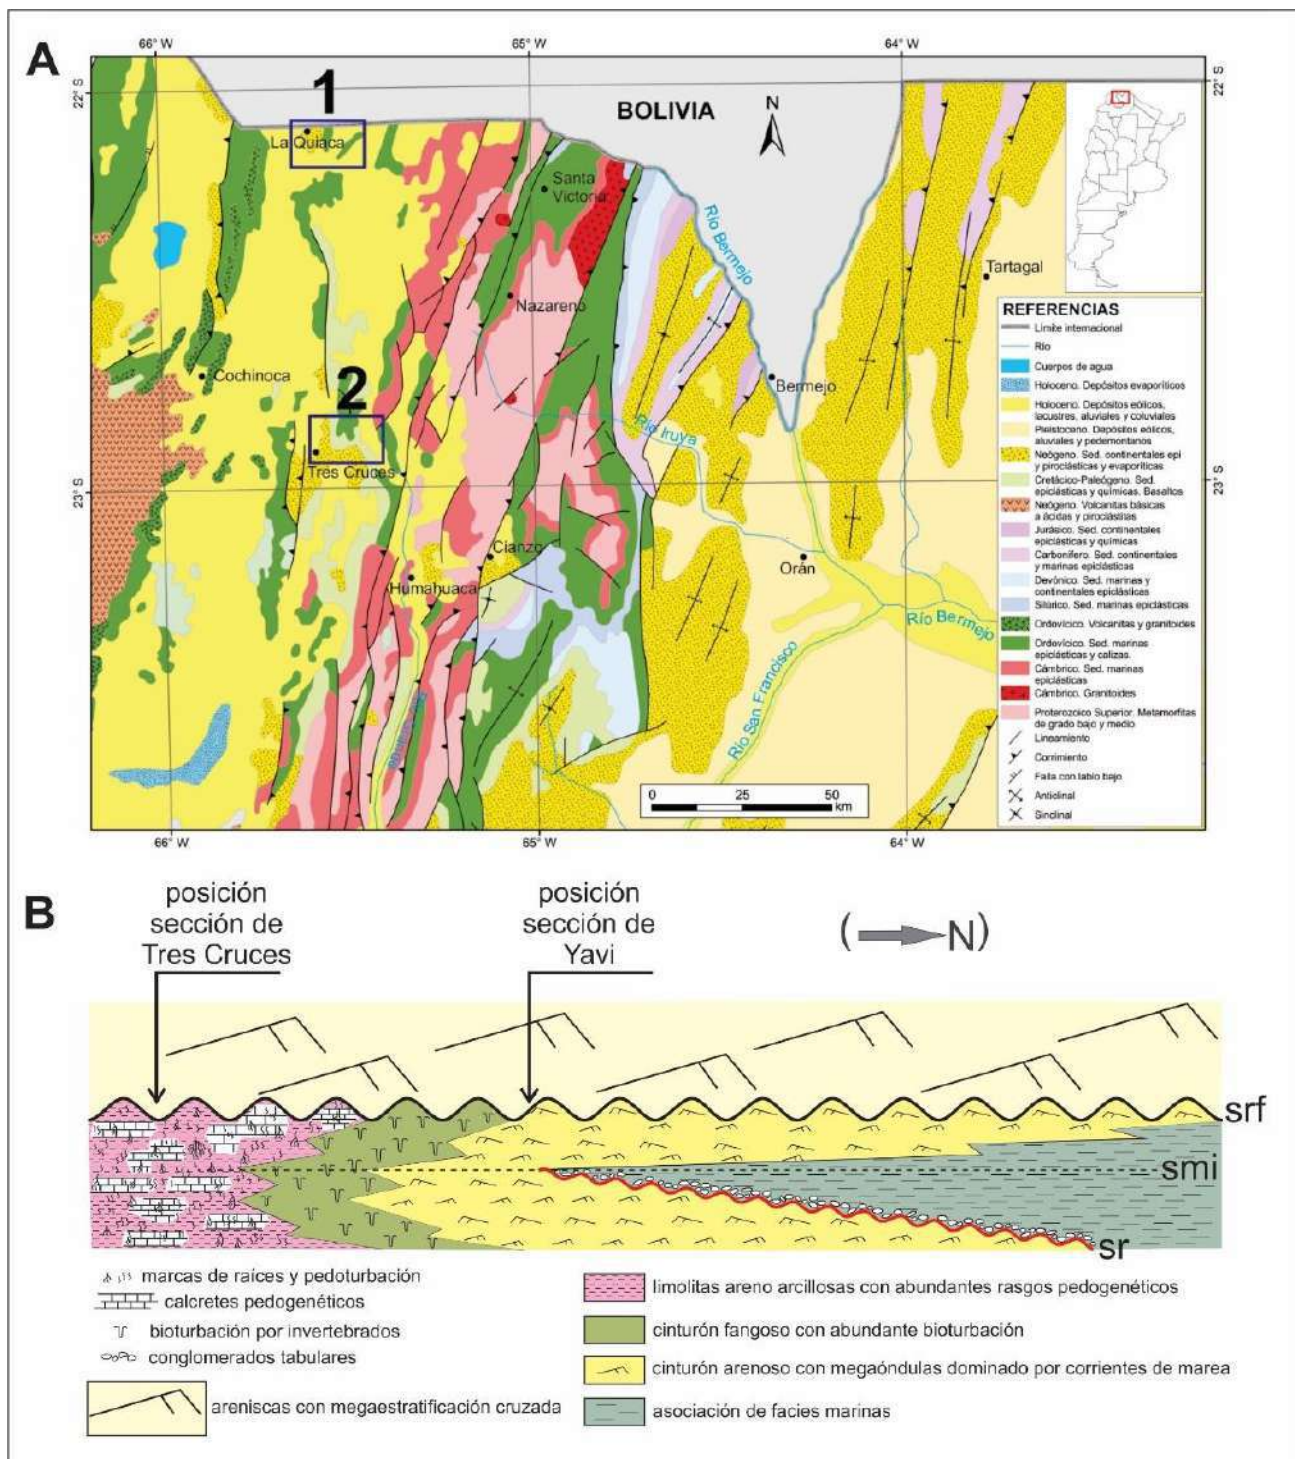 A
66° W
65° W
64° W
22° S
22° S
1
La Quiaca
BOLIVIA
N
Santa
Victoria
Río Bermejo
Tartagal
Nazareno
Cochinoca
2
Bermejo
Río Iruya
Tres Cruces
23° S
23° S
Cianzo
Orán
Humahuaca
Río Bermejo
Río San Francisco
0 25 50
km
66° W
65° W
64° W
REFERENCIAS
Límite internacional
Río
Cuerpos de agua
Holoceno. Depósitos evaporíticos
Holoceno. Depósitos eólicos,
lacustres, aluviales y coluviales
Pleistoceno. Depósitos eólicos,
aluviales y pedemontanos
Neógeno. Sed. continentales epi
y piroclásticas y evaporíticas
Cretácico-Paleógeno. Sed.
epiclásticas y químicas. Basaltos
Neógeno. Volcanitas básicas
a ácidas y piroclastitas
Jurásico. Sed. continentales
epiclásticas y químicas
Carbonífero. Sed. continentales
y marinas epiclásticas
Devónico. Sed. marinas y
continentales epiclásticas
Silúrico. Sed. marinas epiclásticas
Ordovícico. Volcanitas y granitoides
Ordovícico. Sed. marinas
epiclásticas y calizas.
Cámbrico. Sed. marinas
epiclásticas
Cámbrico. Granitoides
Proterozoico Superior. Metamorfitas
de grado bajo y medio
Lineamiento
Corrimiento
Falla con labio bajo
Anticlinal
Sinclinal
B
posición
sección de
Tres Cruces
posición
sección de
Yavi
( N)
srf
smi
sr
marcas de raíces y pedoturbación
calcretes pedogenéticos
bioturbación por invertebrados
conglomerados tabulares
areniscas con megaestratificación cruzada
limolitas areno arcillosas con abundantes rasgos pedogenéticos
cinturón fangoso con abundante bioturbación
cinturón arenoso con megaóndulas dominado por corrientes de marea
asociación de facies marinas